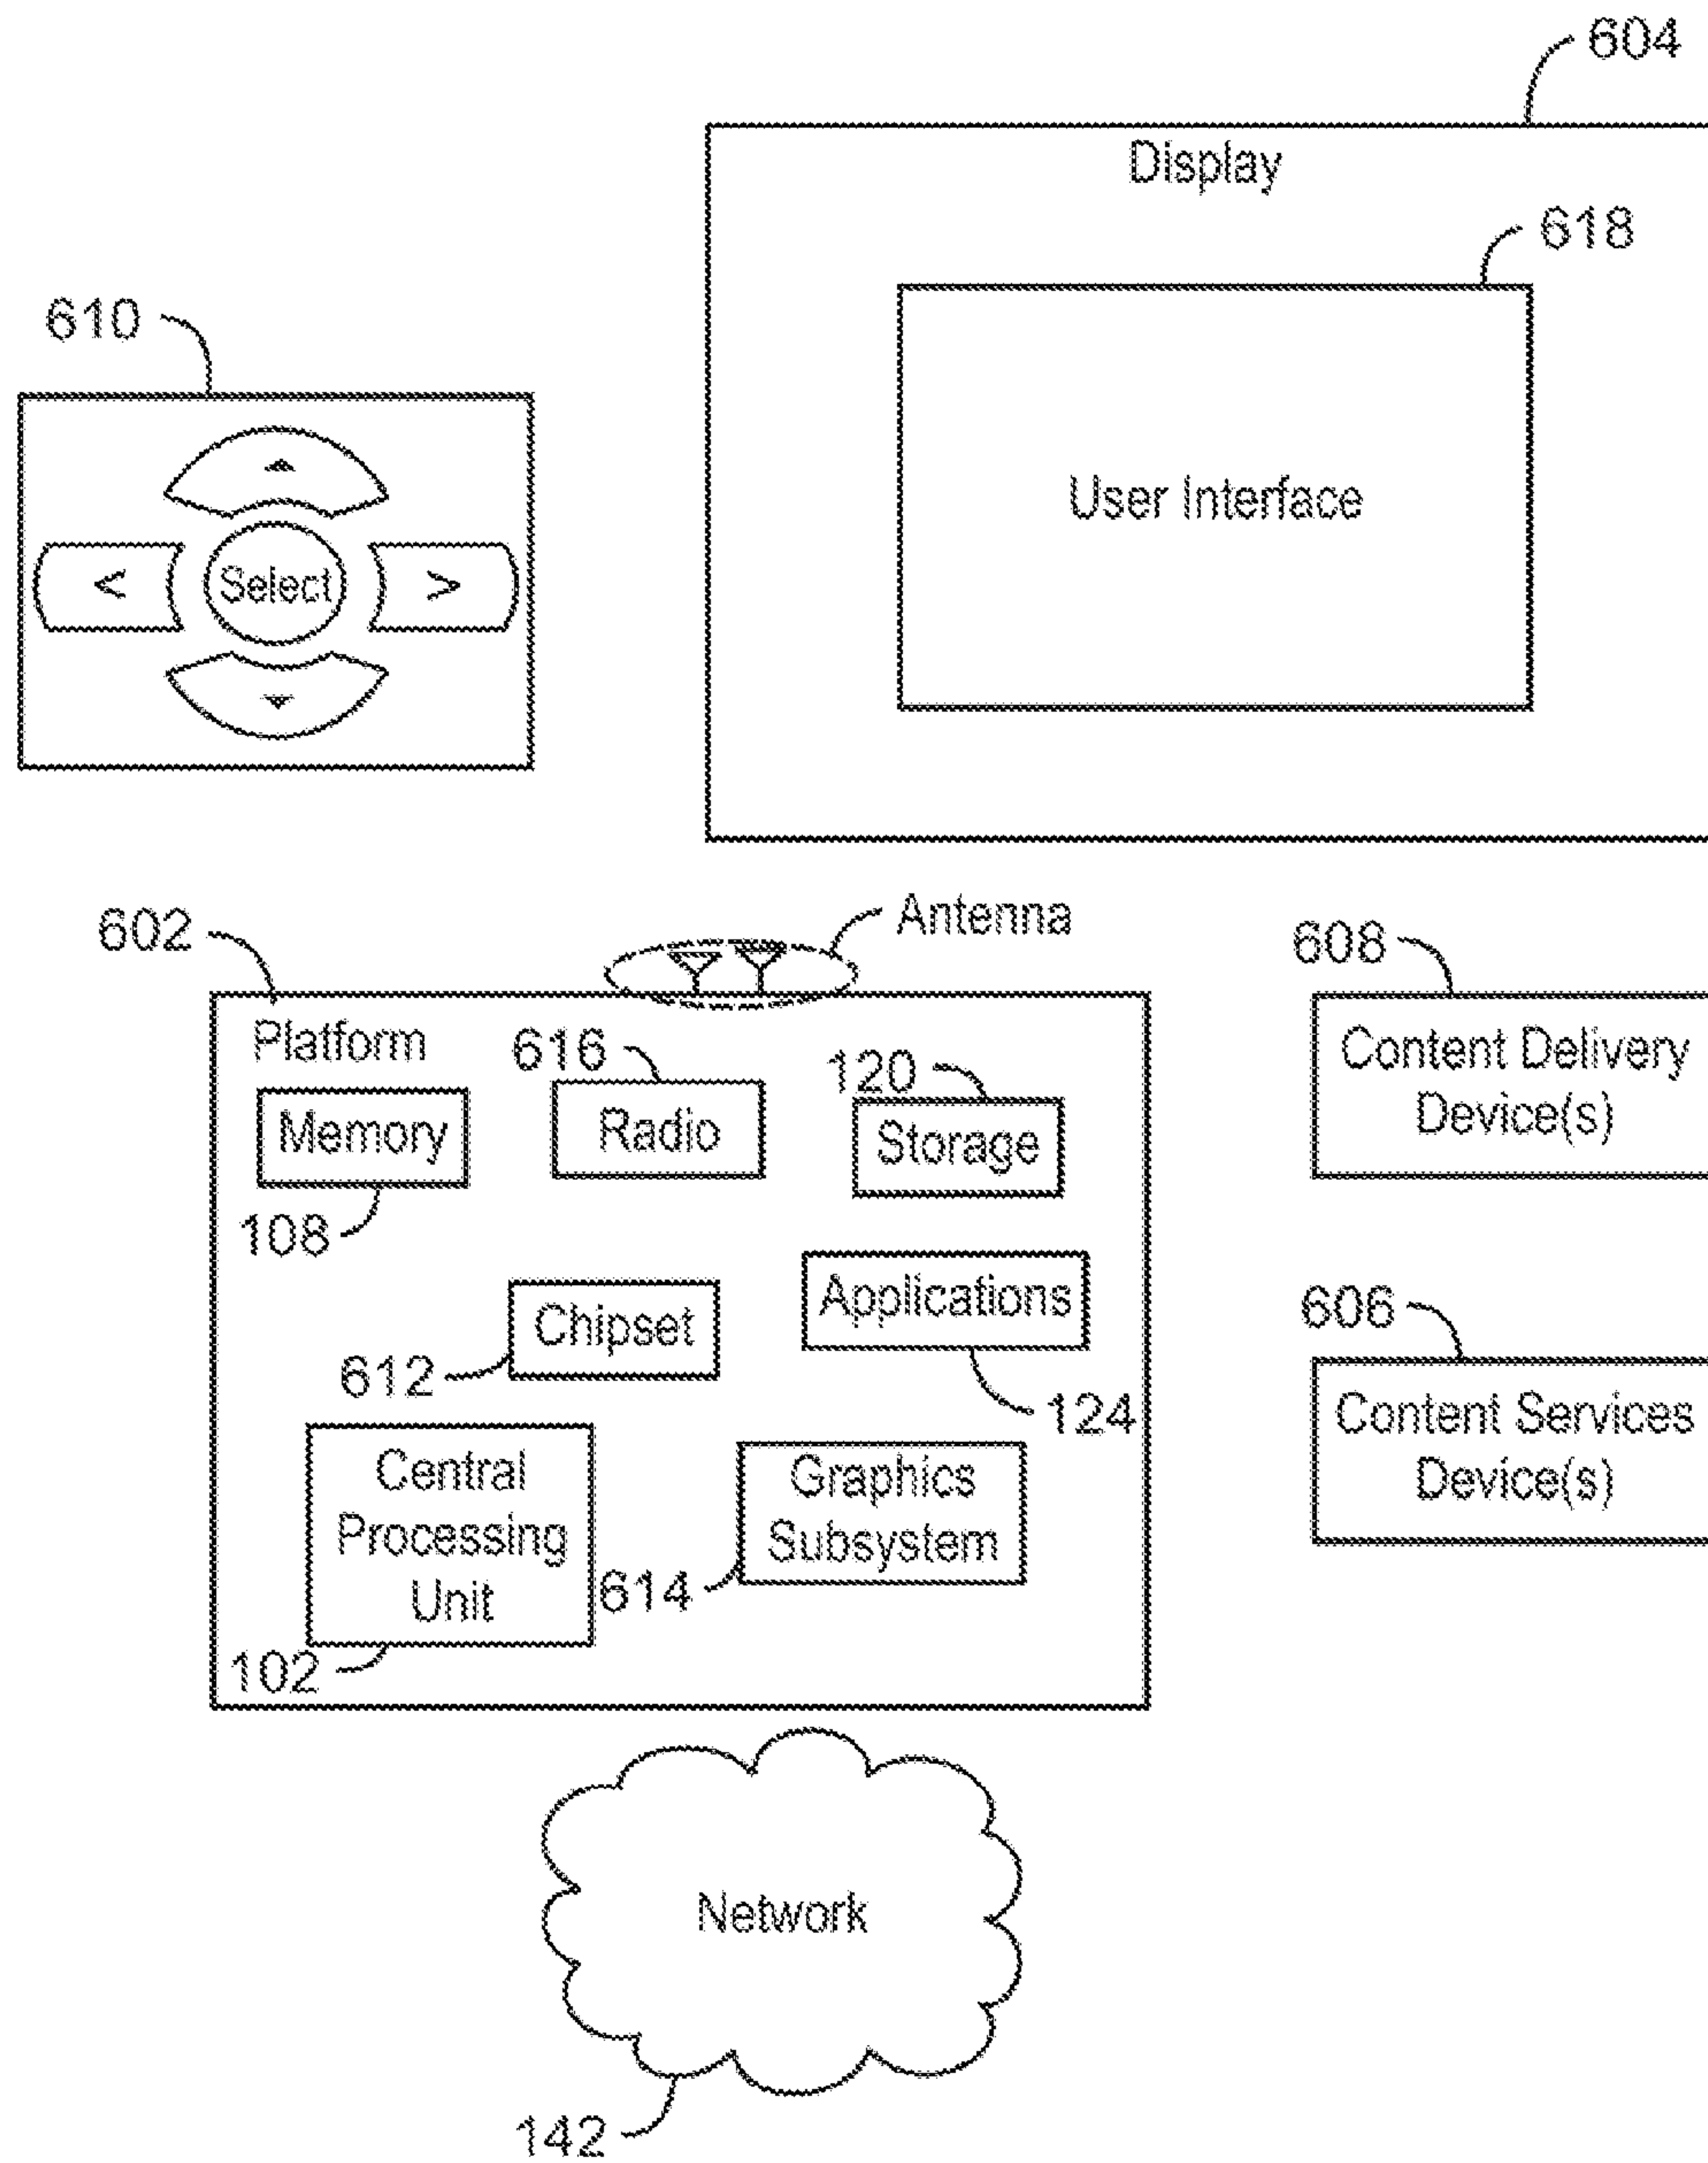 604
Display
618
User Interface
610
<
Select
>
Antenna
602
Platform
616
Radio
120
Storage
Memory
108
Chipset
612
Applications
124
Central
Processing
Unit
102
Graphics
Subsystem
614
608
Content Delivery
Device(s)
606
Content Services
Device(s)
Network
142